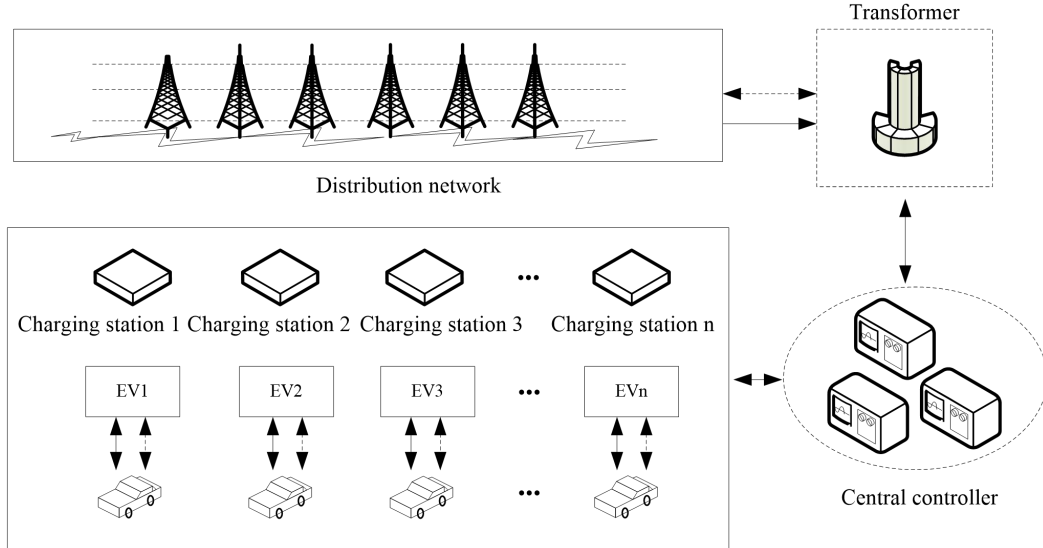 Transformer
Distribution network
...
Charging station 1 Charging station 2 Charging station 3 Charging station n
EV1 EV2 EV3 ... EVn
...
Central controller